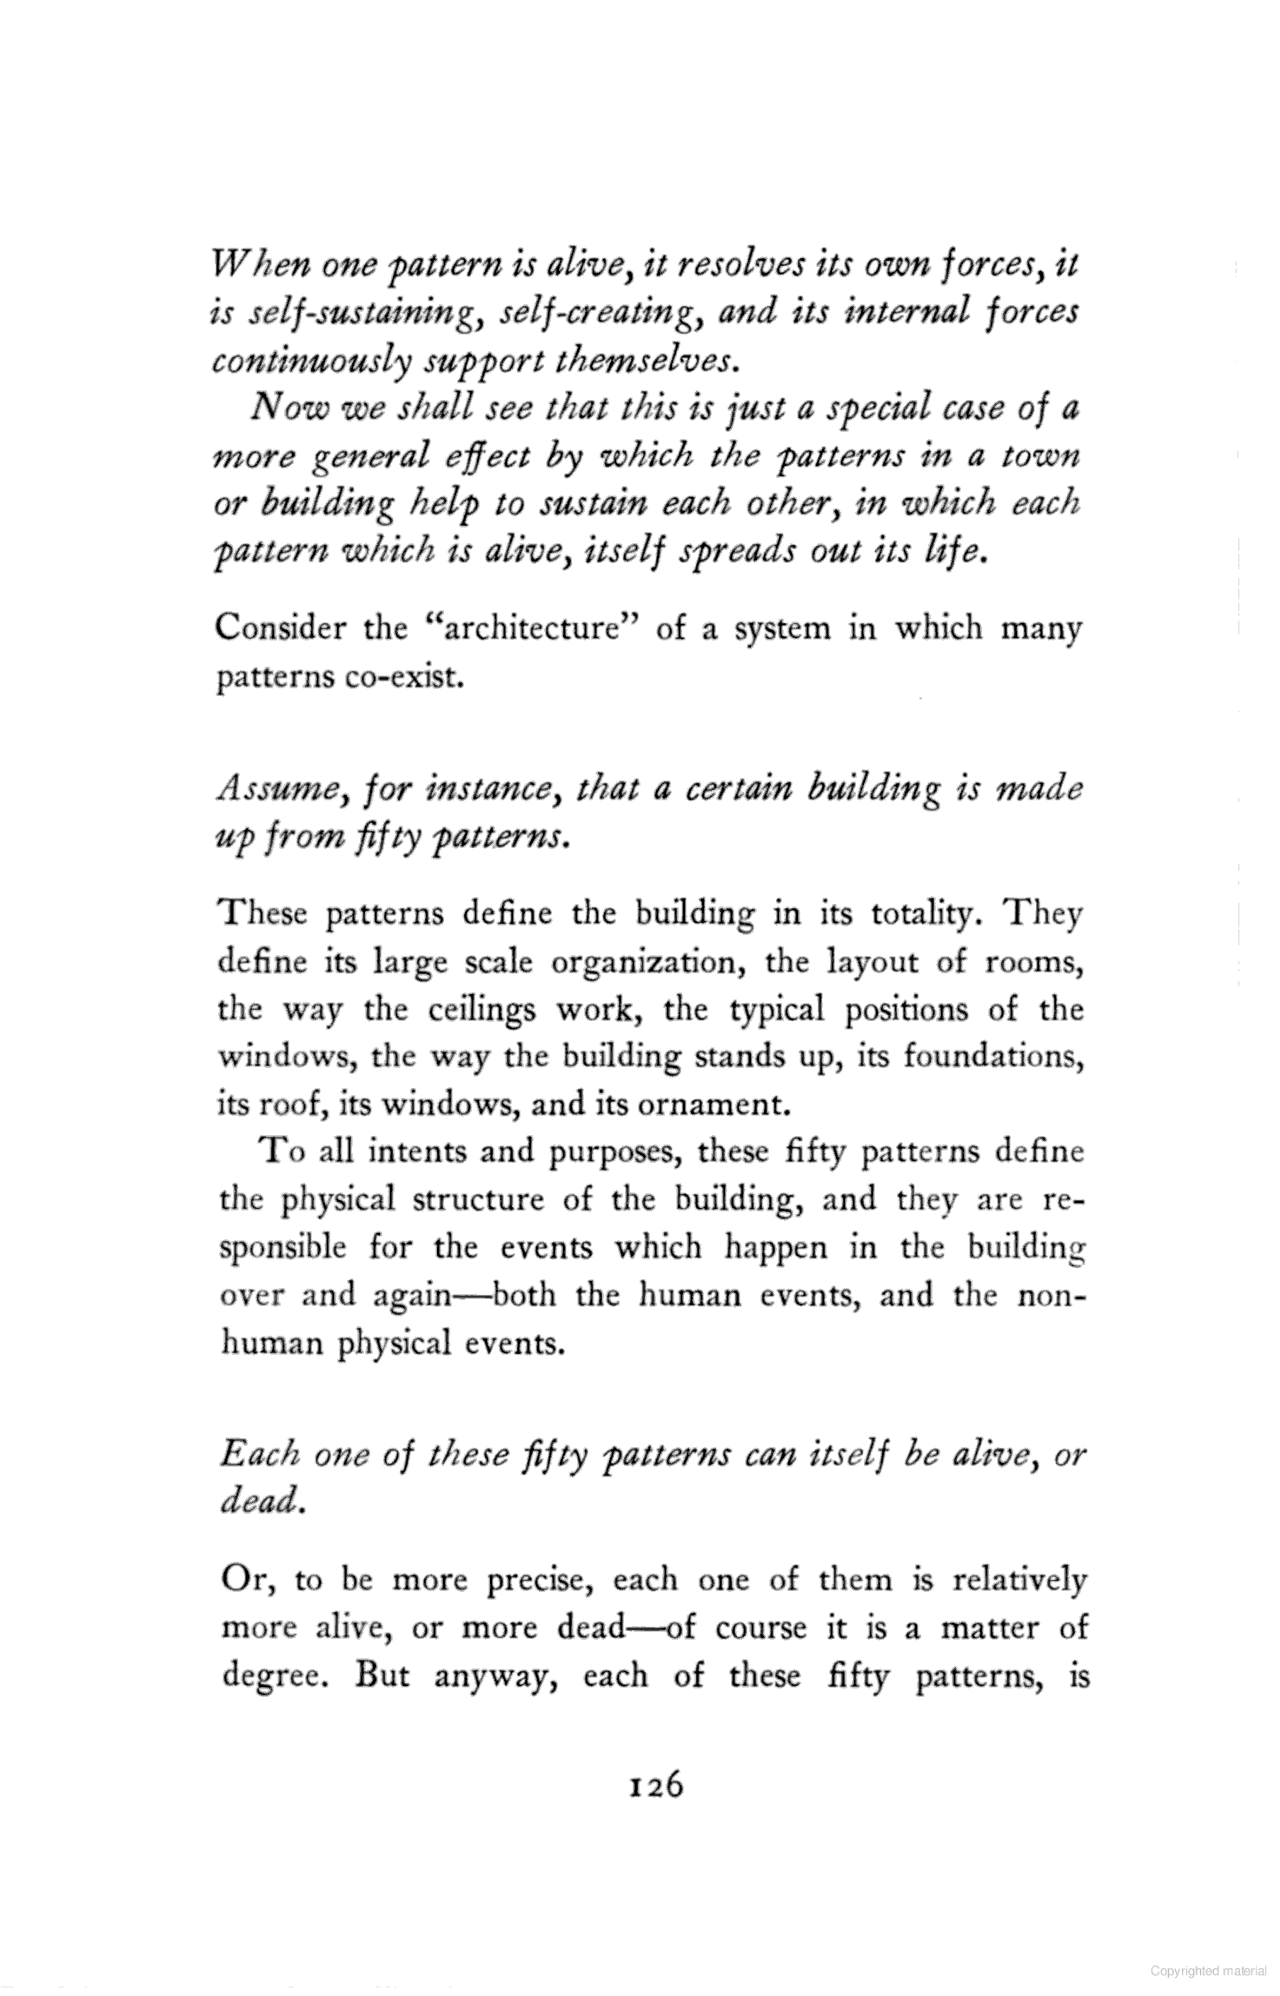 When one pattern is alive, it resolves its own forces, it
is self-sustaining, self-creating, and its internal forces
continuously support themselves.
Now we shall see that this is just a special case of a
more general effect by which the patterns in a town
or building help to sustain each other, in which each
pattern which is alive, itself spreads out its life.
Consider the “architecture” of a system in which many
patterns co-exist.
Assume, for instance, that a certain building is made
up from fifty patterns.
These patterns define the building in its totality. They
define its large scale organization, the layout of rooms,
the way the ceilings work, the typical positions of the
windows, the way the building stands up, its foundations,
its roof, its windows, and its ornament.
To all intents and purposes, these fifty patterns define
the physical structure of the building, and they are re-
sponsible for the events which happen in the building
over and again—both the human events, and the non-
human physical events.
Each one of these fifty patterns can itself be alive, or
dead.
Or, to be more precise, each one of them is relatively
more alive, or more dead—of course it is a matter of
degree. But anyway, each of these fifty patterns, is
126
Copyrighted material